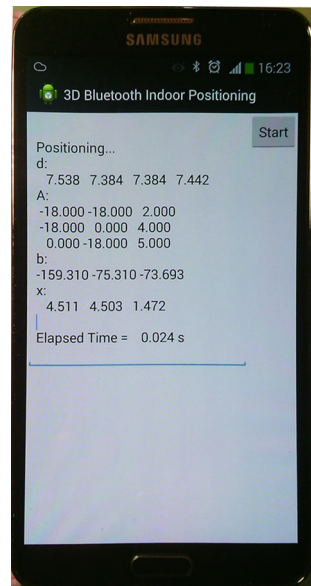 SAMSUNG
16:23
3D Bluetooth Indoor Positioning
Start
Positioning...
d:
7.538 7.384 7.384 7.442
A:
-18.000 -18.000 2.000
-18.000 0.000 4.000
0.000 -18.000 5.000
b:
-159.310 -75.310 -73.693
x:
4.511 4.503 1.472
Elapsed Time = 0.024 s